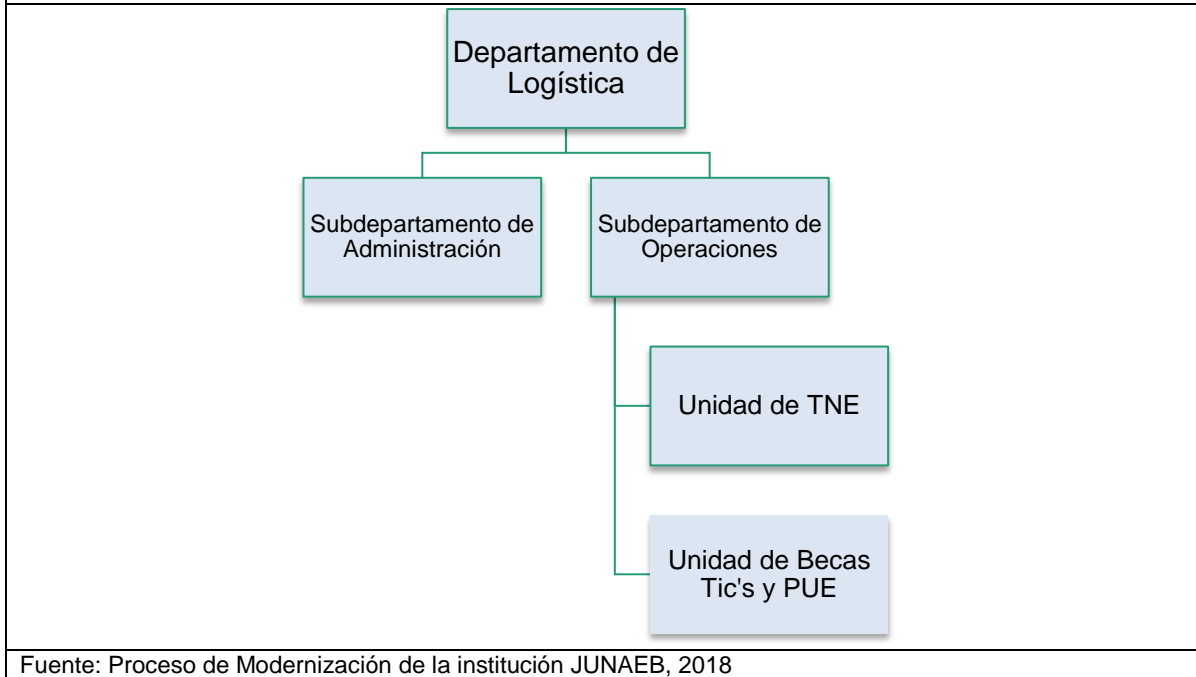 Departamento de
Logística
Subdepartamento de
Administración
Subdepartamento de
Operaciones
Unidad de TNE
Unidad de Becas
Tic's y PUE
Fuente: Proceso de Modernización de la institución JUNAEB, 2018